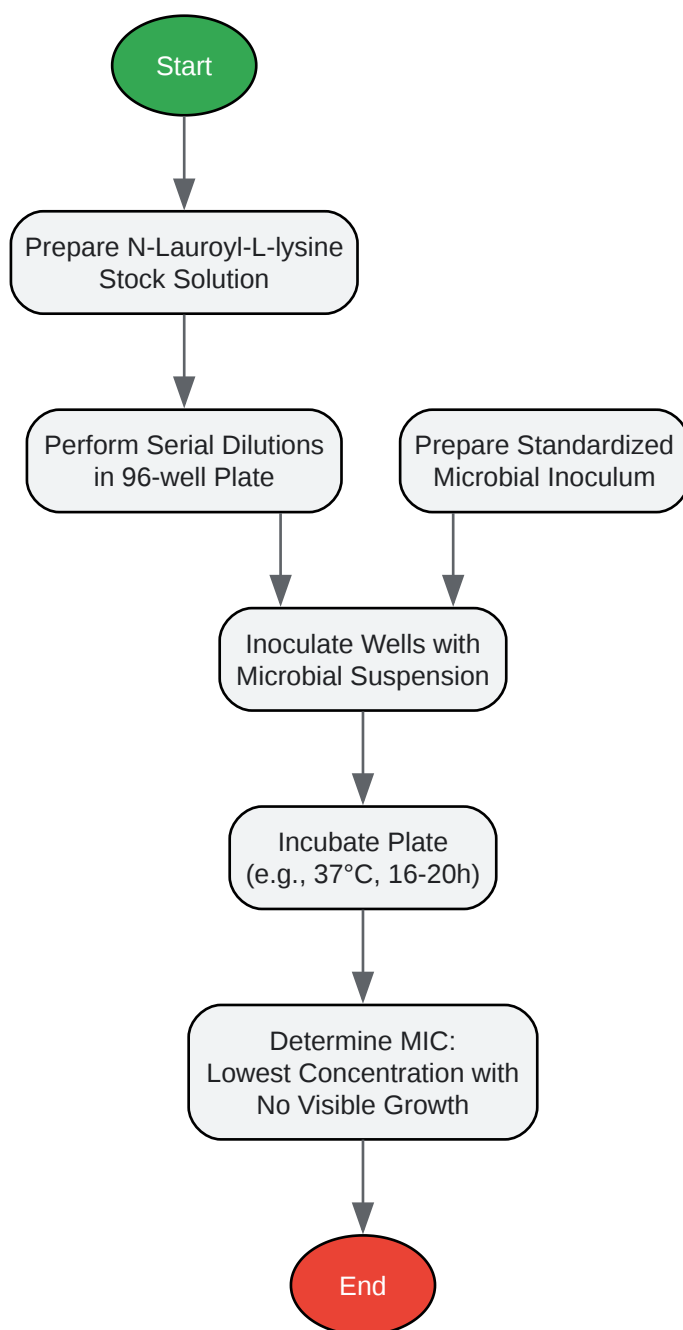 Start
Prepare N-Lauroyl-L-lysine
Stock Solution
Perform Serial Dilutions
in 96-well Plate
Prepare Standardized
Microbial Inoculum
Inoculate Wells with
Microbial Suspension
Incubate Plate
(e.g., 37°C, 16-20h)
Determine MIC:
Lowest Concentration with
No Visible Growth
End